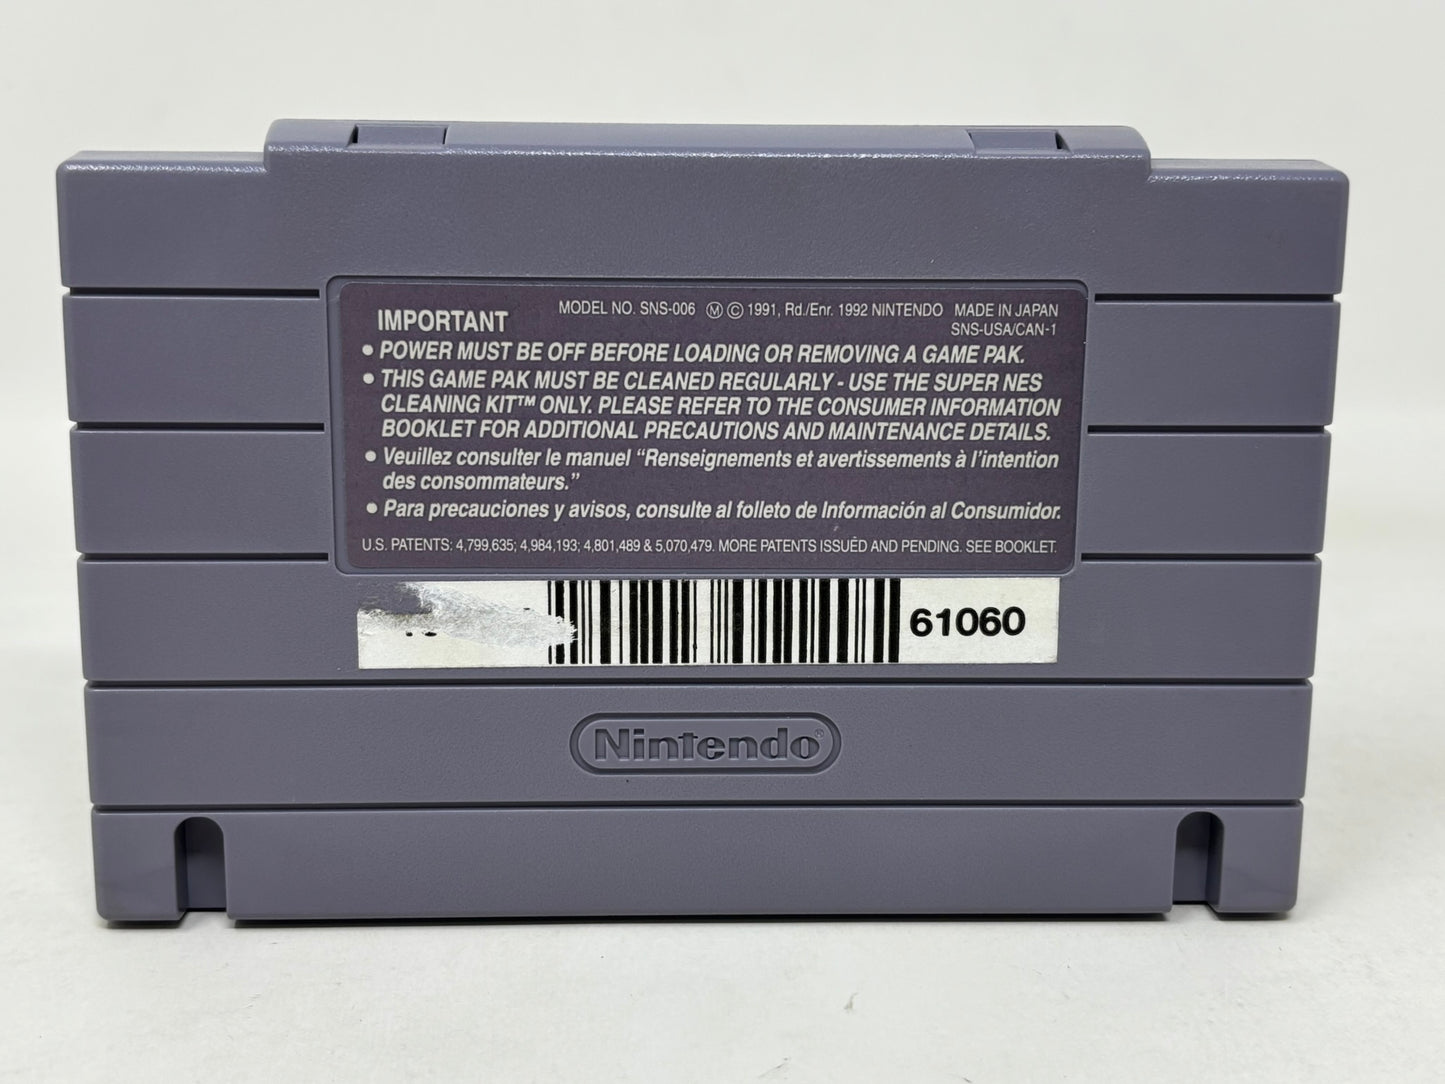 MODEL NO. SNS-006 Ⓜ © 1991, Rd./Enr. 1992 NINTENDO MADE IN JAPAN
IMPORTANT
SNS-USA/CAN-1
• POWER MUST BE OFF BEFORE LOADING OR REMOVING A GAME PAK.
• THIS GAME PAK MUST BE CLEANED REGULARLY - USE THE SUPER NES
CLEANING KIT™ ONLY. PLEASE REFER TO THE CONSUMER INFORMATION
BOOKLET FOR ADDITIONAL PRECAUTIONS AND MAINTENANCE DETAILS.
• Veuillez consulter le manuel “Renseignements et avertissements à l’intention
des consommateurs.”
• Para precauciones y avisos, consulte al folleto de Información al Consumidor.
U.S. PATENTS: 4,799,635; 4,984,193; 4,801,489 & 5,070,479. MORE PATENTS ISSUED AND PENDING. SEE BOOKLET.
61060
Nintendo®